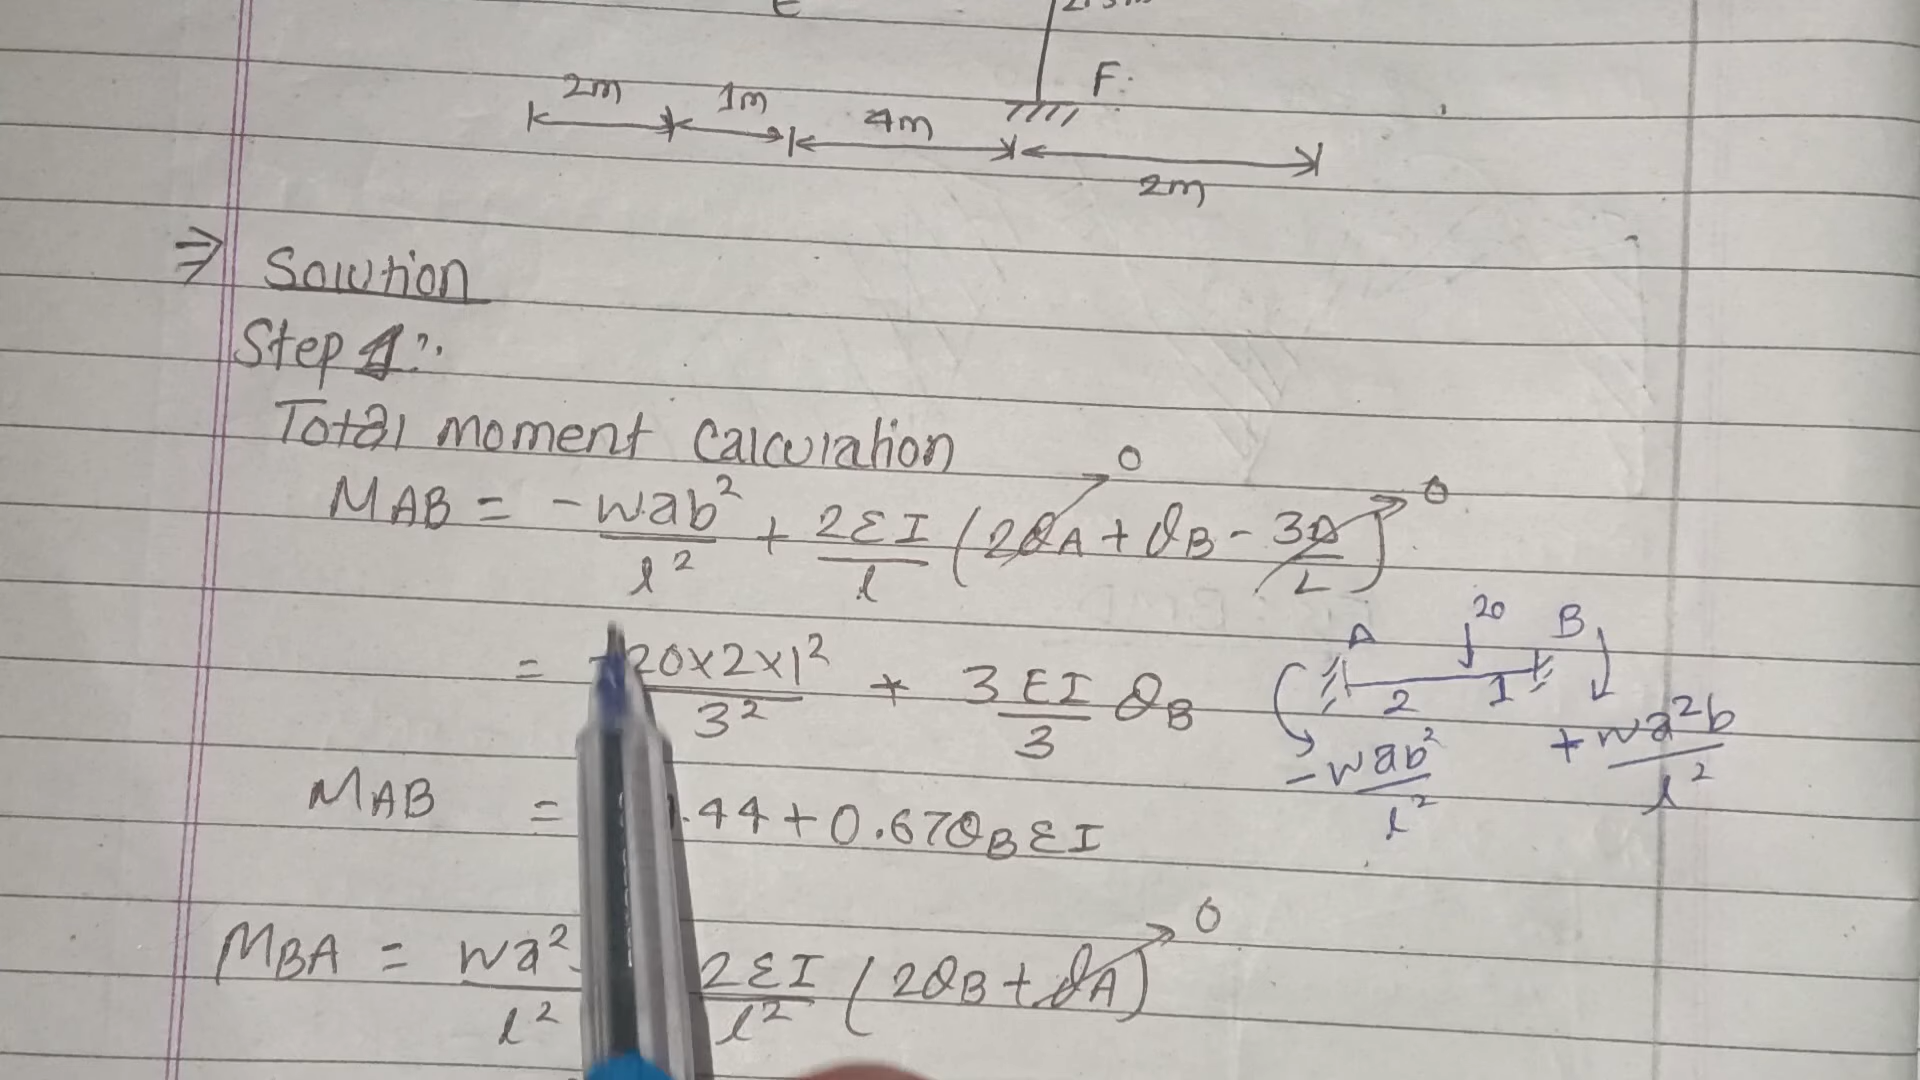 F.
2m 1m 4m
2m
⇒ Solution
Step 1:
Total moment calculation
MAB = -wab²/l² + 2EI/l (2θA + θB - 3Δ/L) 0 0
= -20×2×1²/3² + 3EI/3 θB
A 20 B
2 1
-wab²/l² +wa²b/l²
MAB = .44 + 0.67θBEI
MBA = wa²/l² 2EI/l² (2θB + θA) 0